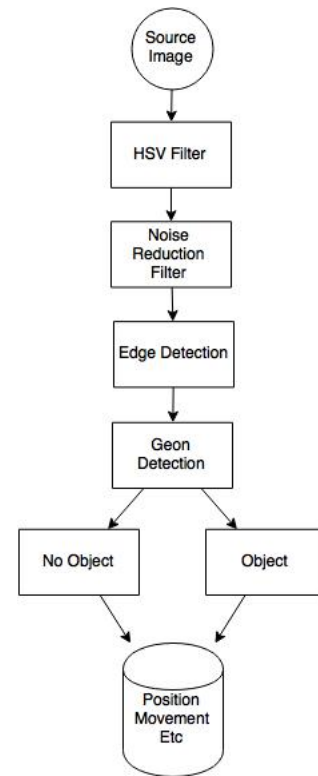 Source
Image
HSV Filter
Noise
Reduction
Filter
Edge Detection
Geon
Detection
No Object
Object
Position
Movement
Etc